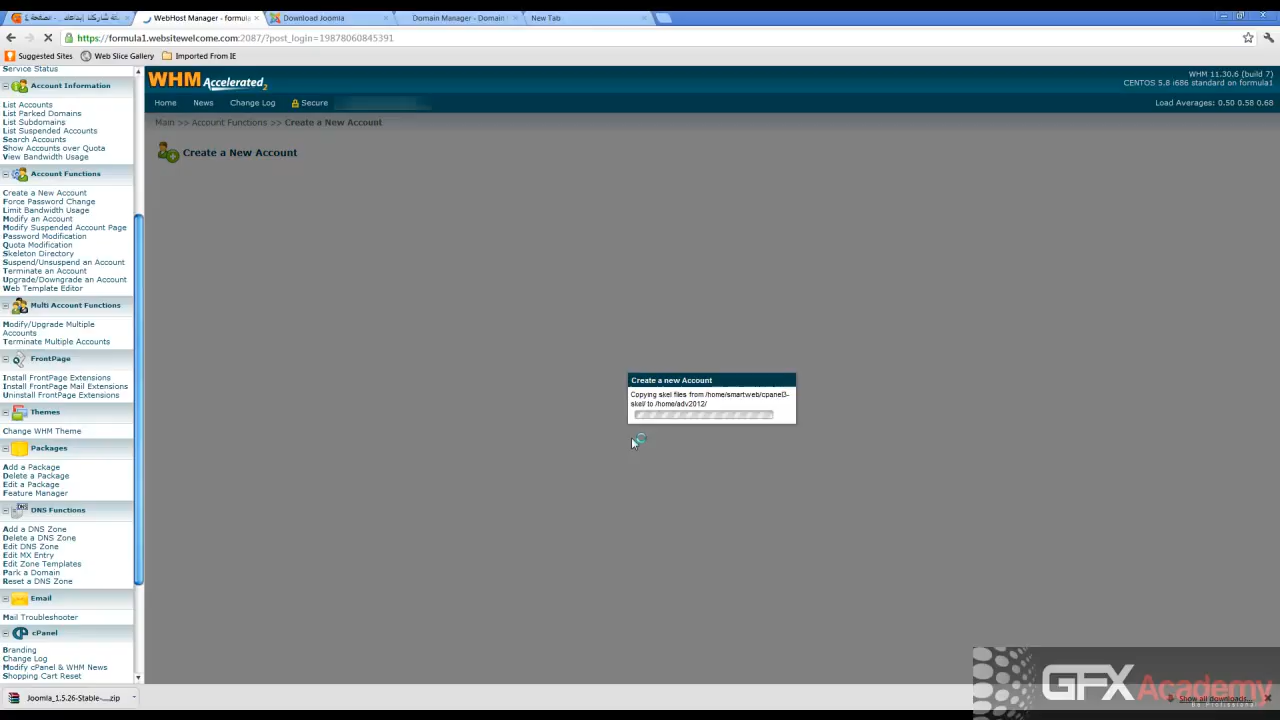 WebHost Manager - formula
Download Joomla
Domain Manager - Domain
New Tab
https://formula1.websitewelcome.com:2087/?post_login=19878060845391
Suggested Sites
Web Slice Gallery
Imported From IE
Service Status
Account Information
List Accounts
List Parked Domains
List Subdomains
List Suspended Accounts
Search Accounts
Show Accounts over Quota
View Bandwidth Usage
Account Functions
Create a New Account
Force Password Change
Limit Bandwidth Usage
Modify an Account
Modify Suspended Account Page
Password Modification
Quota Modification
Skeleton Directory
Suspend/Unsuspend an Account
Terminate an Account
Upgrade/Downgrade an Account
Web Template Editor
Multi Account Functions
Modify/Upgrade Multiple
Accounts
Terminate Multiple Accounts
FrontPage
Install FrontPage Extensions
Install FrontPage Mail Extensions
Uninstall FrontPage Extensions
Themes
Change WHM Theme
Packages
Add a Package
Delete a Package
Edit a Package
Feature Manager
DNS Functions
Add a DNS Zone
Delete a DNS Zone
Edit DNS Zone
Edit MX Entry
Edit Zone Templates
Park a Domain
Reset a DNS Zone
Email
Mail Troubleshooter
cPanel
Branding
Change Log
Modify cPanel & WHM News
Shopping Cart Reset
WHM Accelerated2
WHM 11.30.6 (build 7)
CENTOS 5.8 i686 standard on formula1
Home
News
Change Log
Secure
Load Averages: 0.50 0.58 0.68
Main >> Account Functions >> Create a New Account
Create a New Account
Create a new Account
Copying skel files from /home/smartweb/cpanel3-
skel/ to /home/adv2012/
Joomla_1.5.26-Stable-....zip
GFX Academy
Show all downloads...
Be Professional